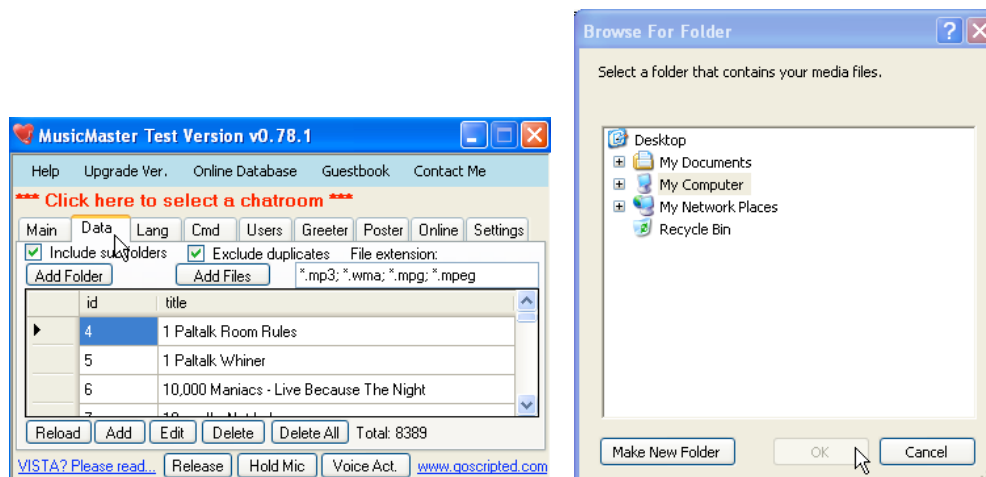 MusicMaster Test Version v0.78.1
Help Upgrade Ver. Online Database Guestbook Contact Me
*** Click here to select a chatroom ***
Main Data Lang Cmd Users Greeter Poster Online Settings
Include subfolders Exclude duplicates File extension:
Add Folder Add Files *.mp3; *.wma; *.mpg; *.mpeg
id title
4 1 Paltalk Room Rules
5 1 Paltalk Whiner
6 10,000 Maniacs - Live Because The Night
Reload Add Edit Delete Delete All Total: 8389
VISTA? Please read... Release Hold Mic Voice Act. www.goscripted.com
Browse For Folder
Select a folder that contains your media files.
Desktop
My Documents
My Computer
My Network Places
Recycle Bin
Make New Folder OK Cancel